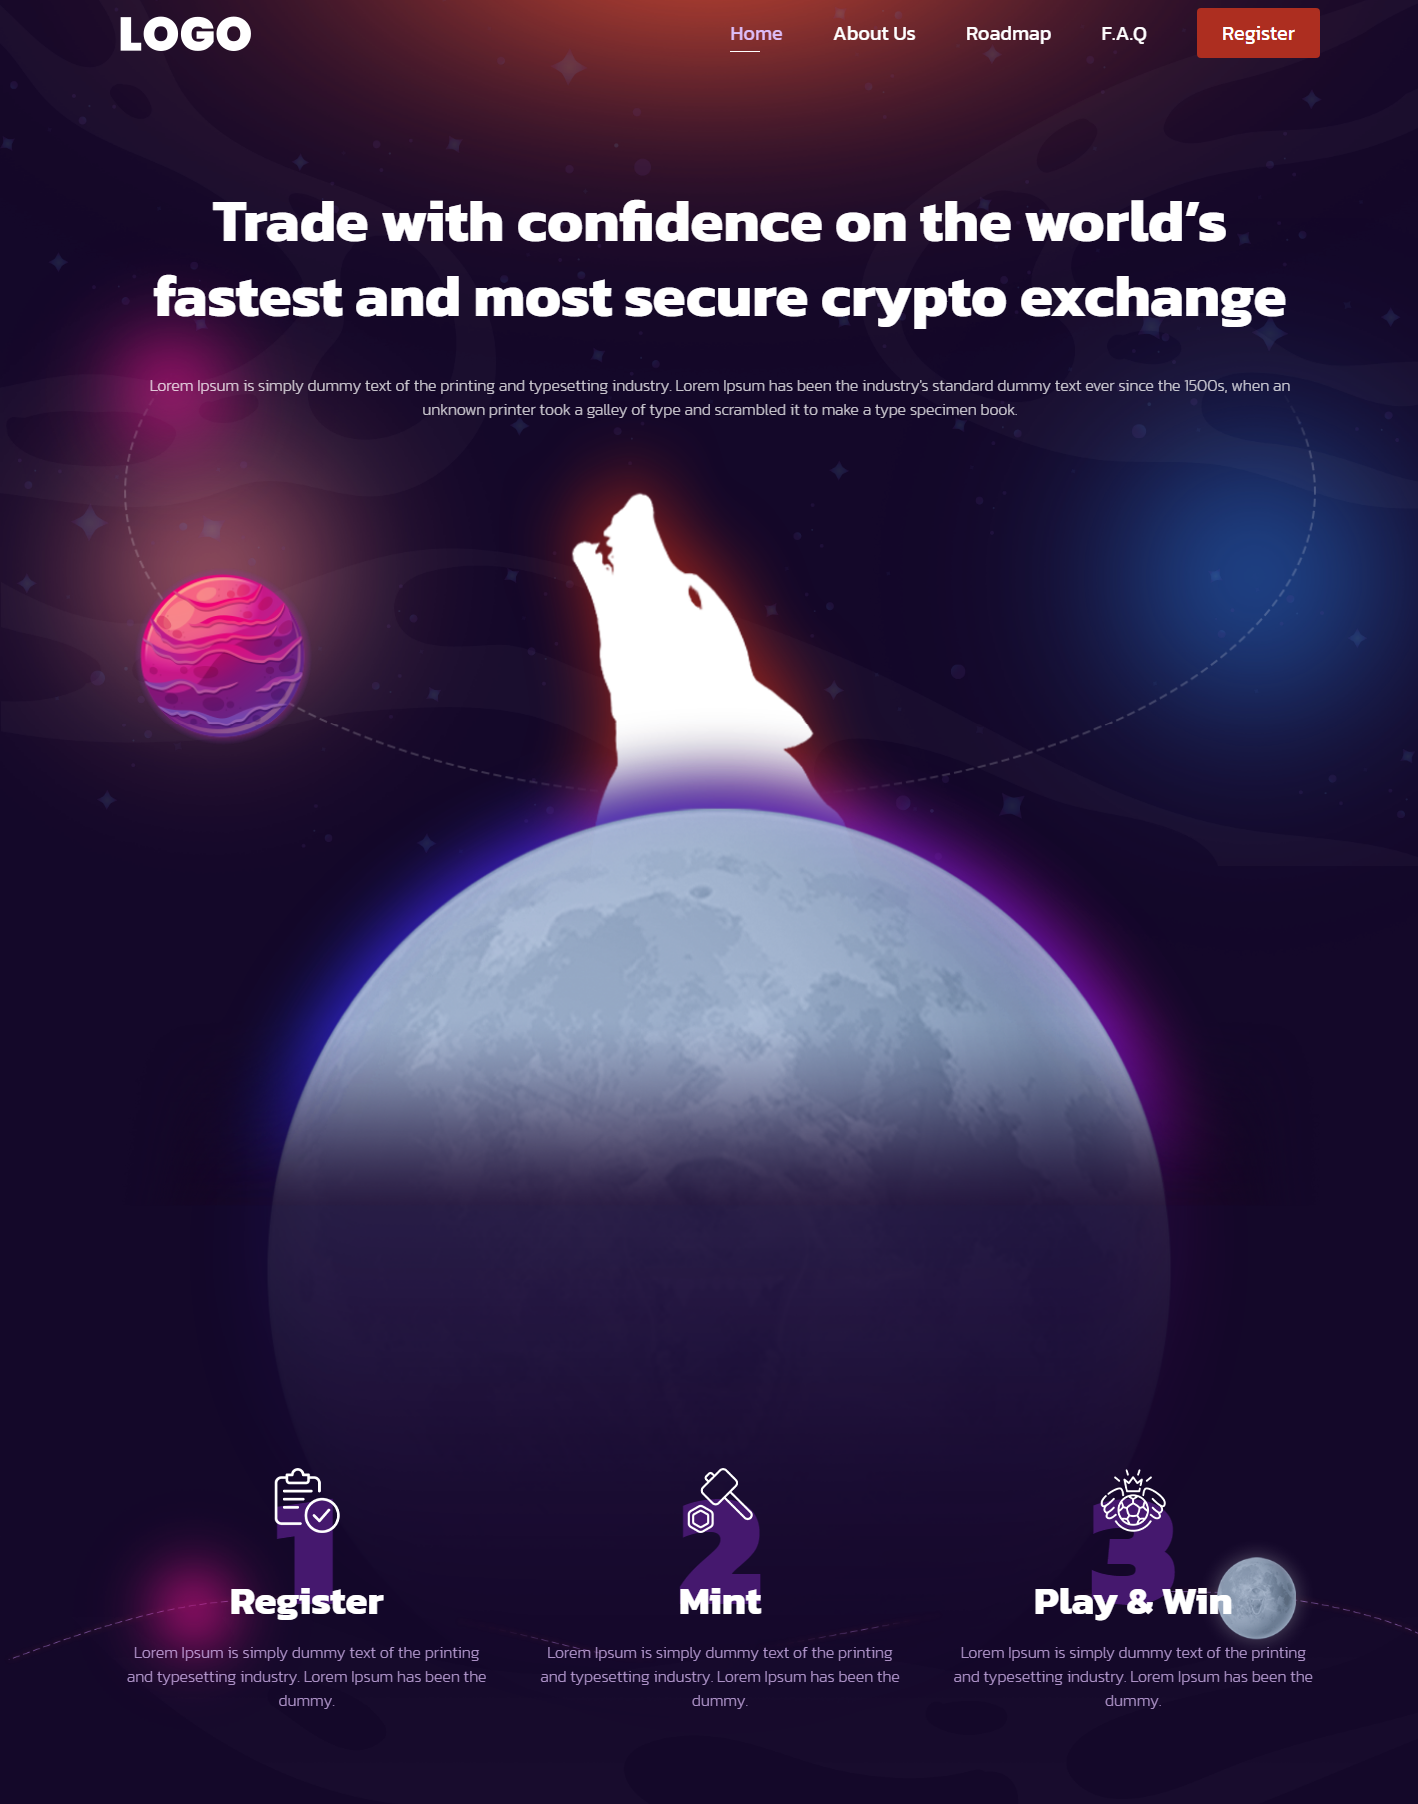 LOGO
Home
About Us
Roadmap
F.A.Q
Register
Trade with confidence on the world’s
fastest and most secure crypto exchange
Lorem Ipsum is simply dummy text of the printing and typesetting industry. Lorem Ipsum has been the industry's standard dummy text ever since the 1500s, when an
unknown printer took a galley of type and scrambled it to make a type specimen book.
1
Register
Lorem Ipsum is simply dummy text of the printing
and typesetting industry. Lorem Ipsum has been the
dummy.
2
Mint
Lorem Ipsum is simply dummy text of the printing
and typesetting industry. Lorem Ipsum has been the
dummy.
3
Play & Win
Lorem Ipsum is simply dummy text of the printing
and typesetting industry. Lorem Ipsum has been the
dummy.